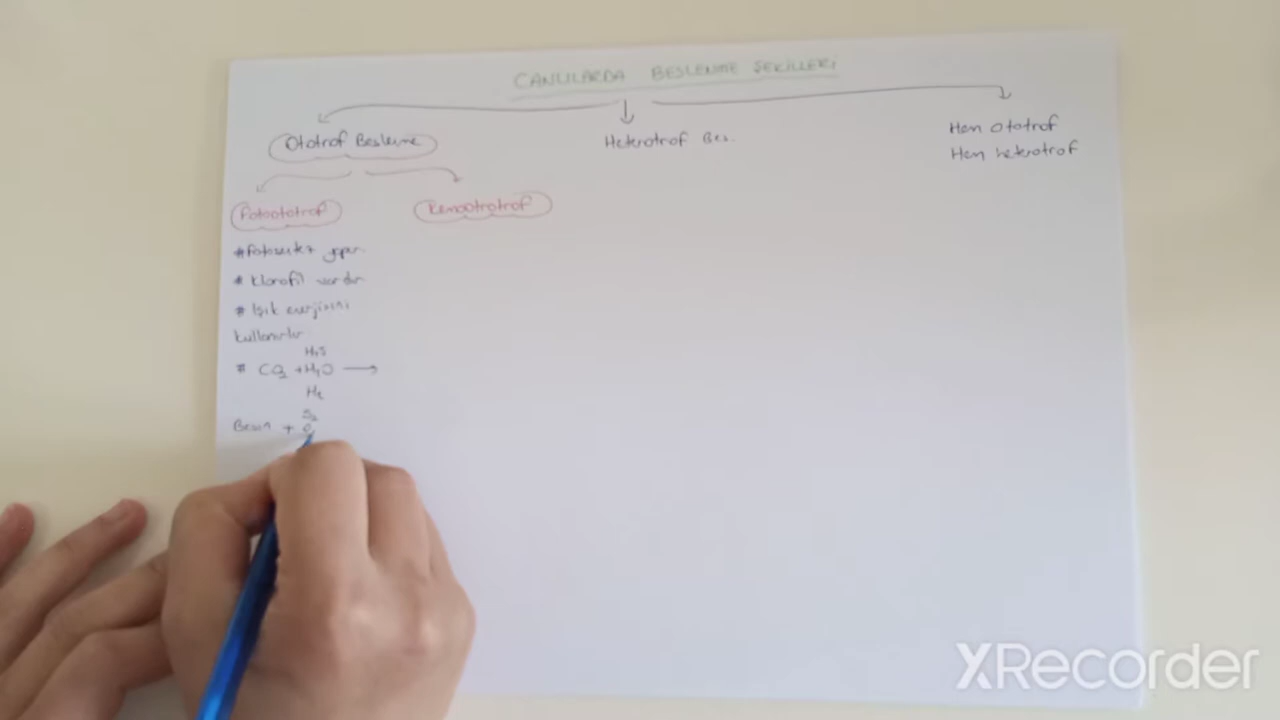 CANLILARDA BESLENME ŞEKİLLERİ
Ototrof Beslenme
Heterotrof Bes.
Hem ototrof
Hem heterotrof
Fotoototrof
Kemoototrof
# Fotosentez yapar
# Klorofil vardır
# Işık enerjisini
kullanırlar
H₂S
# CO₂ + H₂O →
H₂
S₂
Besin + O₂
XRecorder